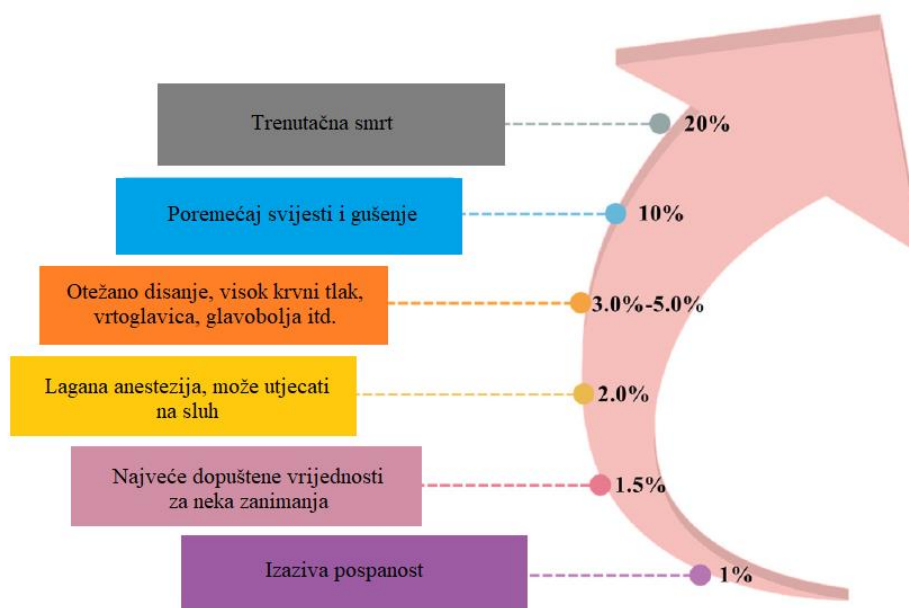 Trenutačna smrt
20%
Poremećaj svijesti i gušenje
10%
Otežano disanje, visok krvni tlak,
vrtoglavica, glavobolja itd.
3.0%-5.0%
Lagana anestezija, može utjecati
na sluh
2.0%
Najveće dopuštene vrijednosti
za neka zanimanja
1.5%
Izaziva pospanost
1%